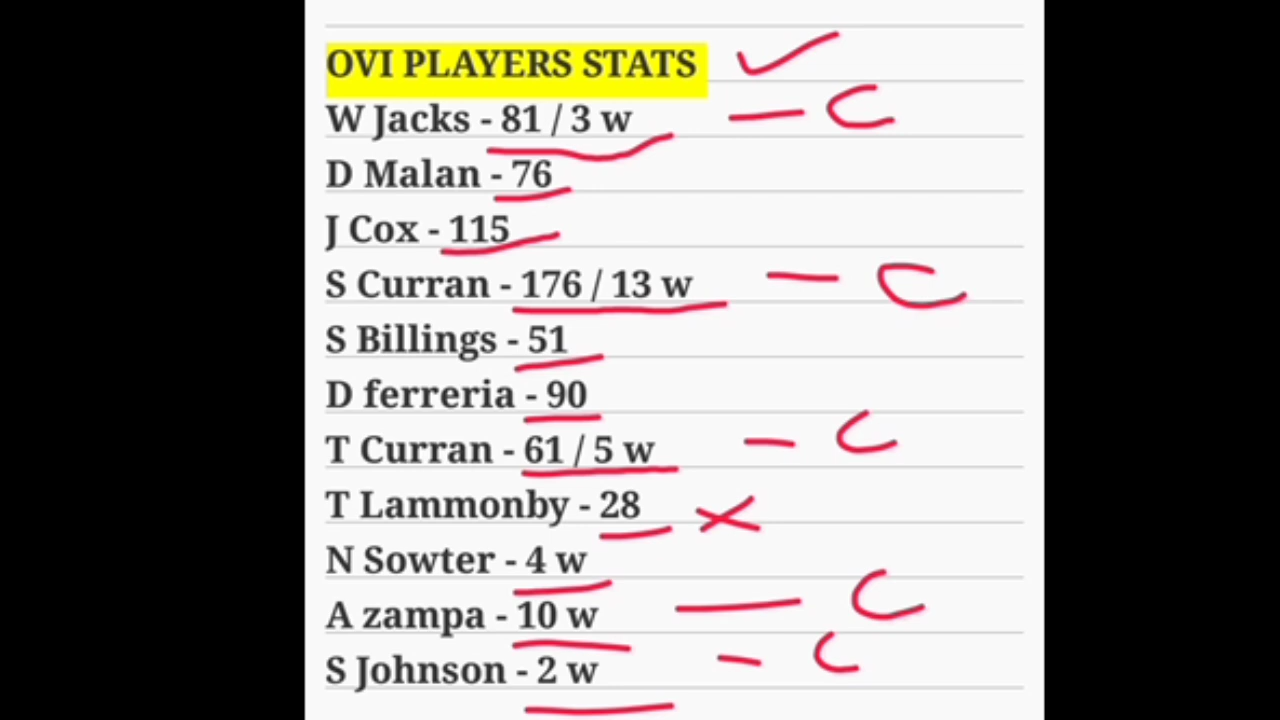 OVI PLAYERS STATS
W Jacks - 81 / 3 w - C
D Malan - 76
J Cox - 115
S Curran - 176 / 13 w - C
S Billings - 51
D ferreria - 90
T Curran - 61 / 5 w - C
T Lammonby - 28
N Sowter - 4 w
A zampa - 10 w - C
S Johnson - 2 w - C